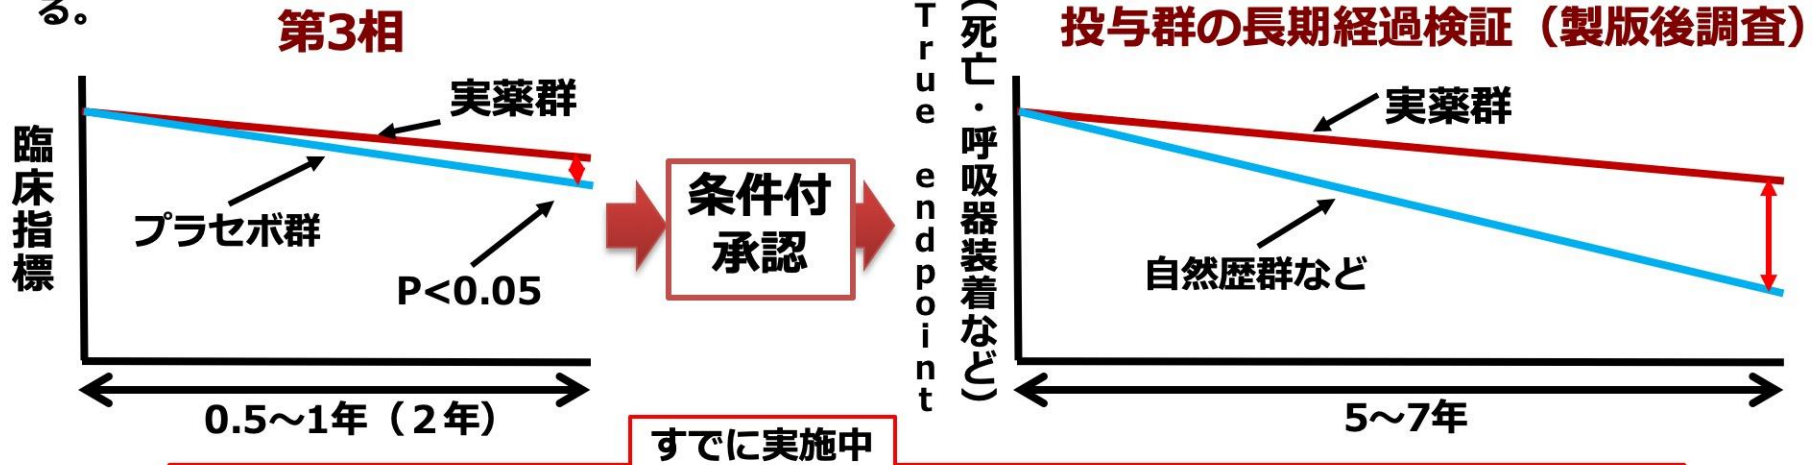 る。
第3相
臨床指標
実薬群
プラセボ群
P<0.05
0.5～1年（２年）
条件付
承認
すでに実施中
True endpoint
（死亡・呼吸器装着など）
投与群の長期経過検証（製版後調査）
実薬群
自然歴群など
5～7年